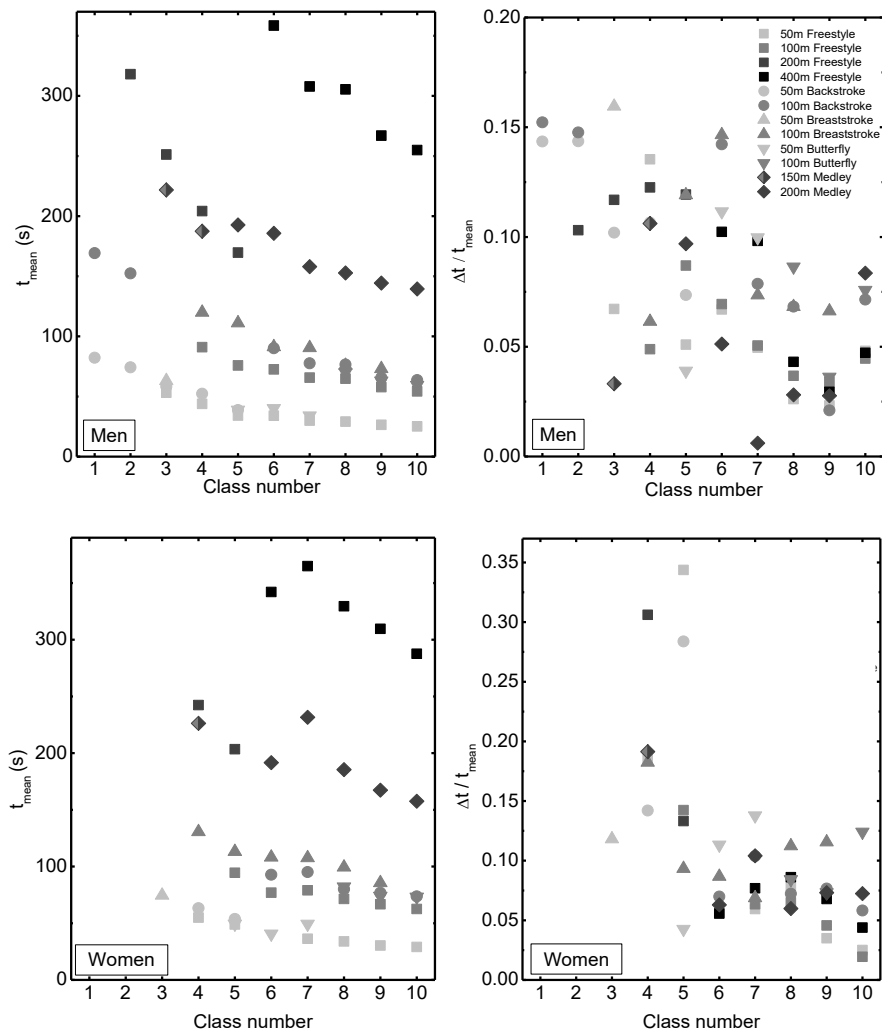 300
200
100
0
t_mean (s)
Men
1 2 3 4 5 6 7 8 9 10
Class number
0.20
0.15
0.10
0.05
0.00
Δt / t_mean
50m Freestyle
100m Freestyle
200m Freestyle
400m Freestyle
50m Backstroke
100m Backstroke
50m Breaststroke
100m Breaststroke
50m Butterfly
100m Butterfly
150m Medley
200m Medley
Men
1 2 3 4 5 6 7 8 9 10
Class number
300
200
100
0
t_mean (s)
Women
1 2 3 4 5 6 7 8 9 10
Class number
0.35
0.30
0.25
0.20
0.15
0.10
0.05
0.00
Δt / t_mean
Women
1 2 3 4 5 6 7 8 9 10
Class number